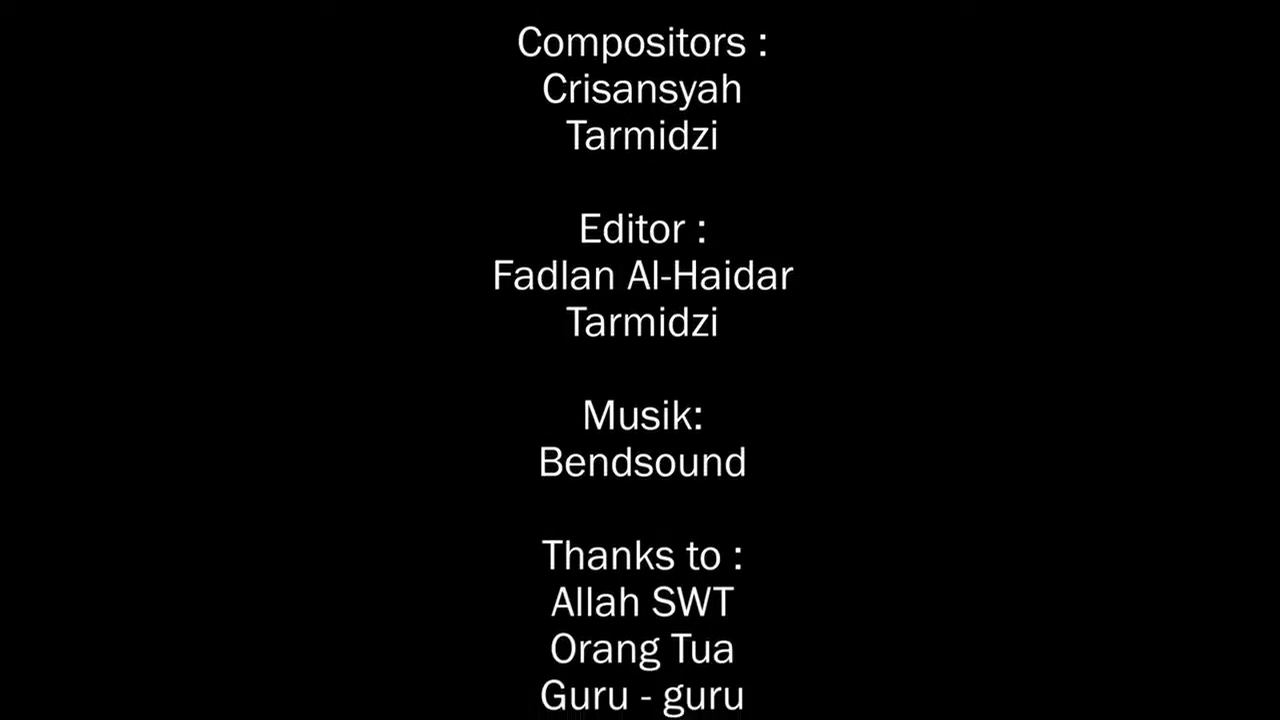 Compositors :
Crisansyah
Tarmidzi
Editor :
Fadlan Al-Haidar
Tarmidzi
Musik:
Bendsound
Thanks to :
Allah SWT
Orang Tua
Guru - guru